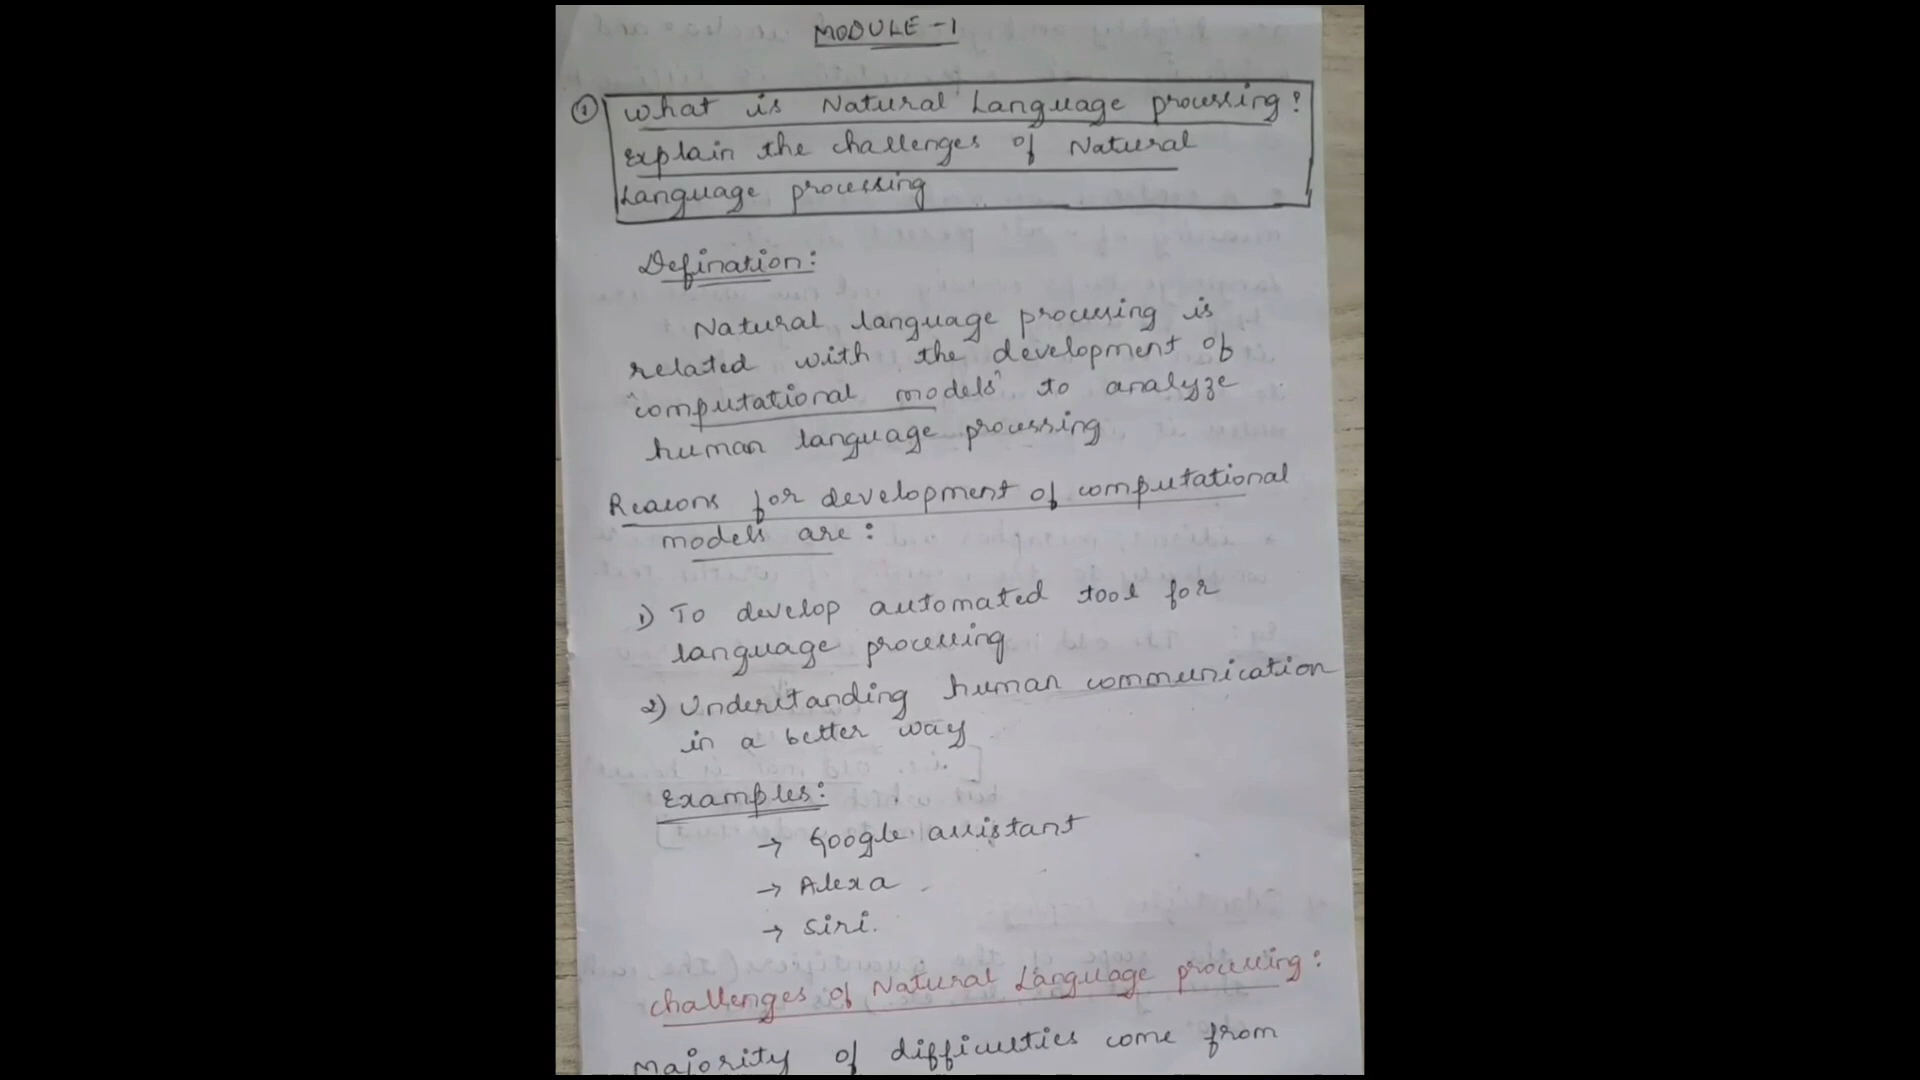 MODULE-1
① What is Natural Language processing?
Explain the challenges of Natural
Language processing
Defination:
Natural language processing is
related with the development of
"computational models" to analyze
human language processing
Reasons for development of computational
models are:
1) To develop automated tool for
language processing
2) Understanding human communication
in a better way
Examples:
→ Google assistant
→ Alexa
→ Siri.
challenges of Natural Language processing:
Majority of difficulties come from